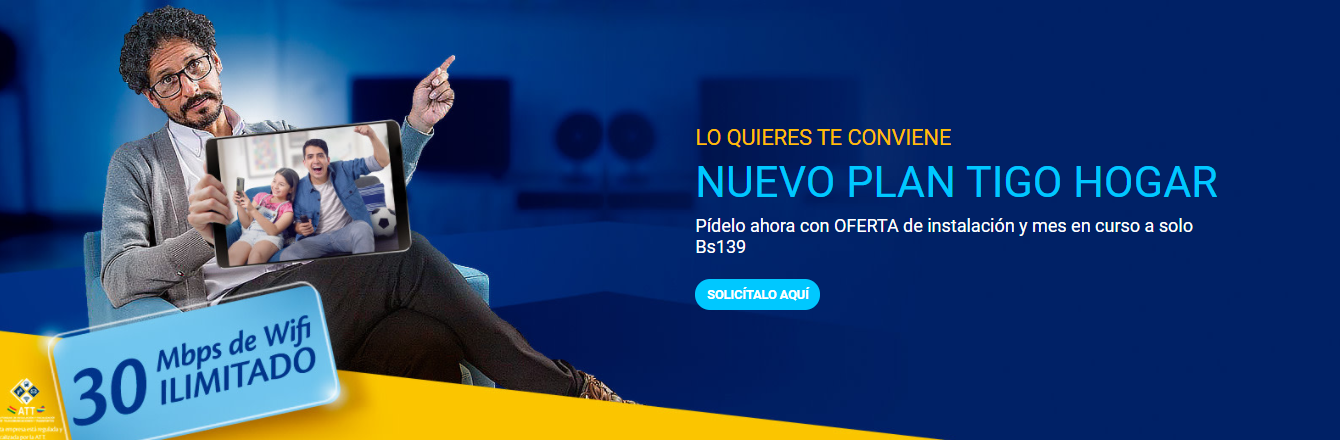 LO QUIERES TE CONVIENE
NUEVO PLAN TIGO HOGAR
Pídelo ahora con OFERTA de instalación y mes en curso a solo
Bs139
SOLICÍTALO AQUÍ
30 Mbps de Wifi
ILIMITADO
ATT